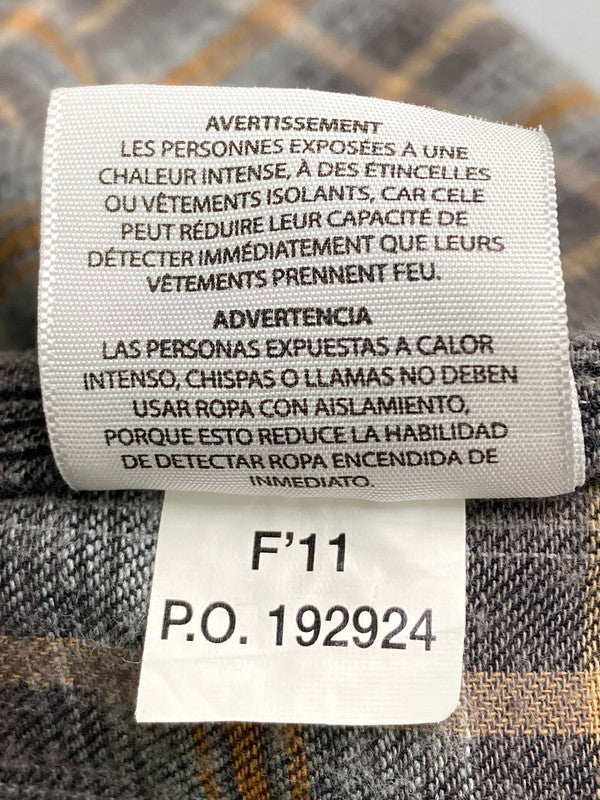 AVERTISSEMENT
LES PERSONNES EXPOSÉES A UNE
CHALEUR INTENSE, À DES ÉTINCELLES
OU VÊTEMENTS ISOLANTS, CAR CELE
PEUT RÉDUIRE LEUR CAPACITÉ DE
DÉTECTER IMMÉDIATEMENT QUE LEURS
VÊTEMENTS PRENNENT FEU.
ADVERTENCIA
LAS PERSONAS EXPUESTAS A CALOR
INTENSO, CHISPAS O LLAMAS NO DEBEN
USAR ROPA CON AISLAMIENTO,
PORQUE ESTO REDUCE LA HABILIDAD
DE DETECTAR ROPA ENCENDIDA DE
INMEDIATO.
F'11
P.O. 192924